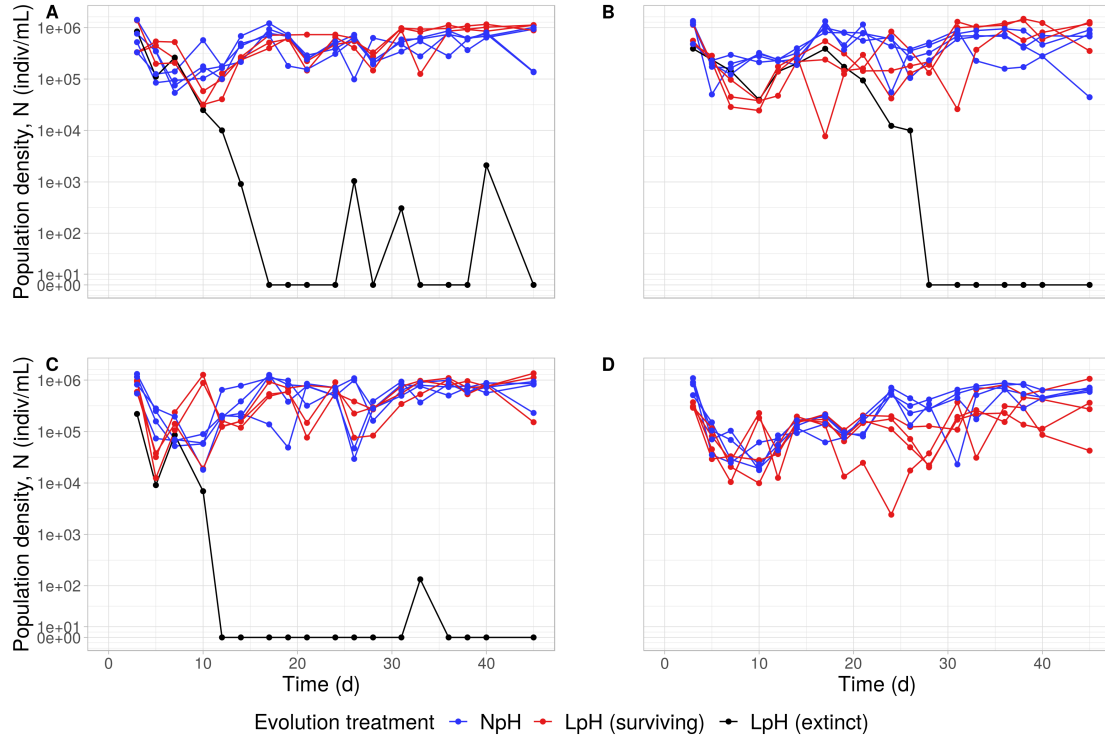 A
B
Population density, N (indiv/mL)
1e+06
1e+05
1e+04
1e+03
1e+02
1e+01
0e+00
C
D
Population density, N (indiv/mL)
1e+06
1e+05
1e+04
1e+03
1e+02
1e+01
0e+00
0 10 20 30 40
0 10 20 30 40
Time (d)
Time (d)
Evolution treatment NpH LpH (surviving) LpH (extinct)